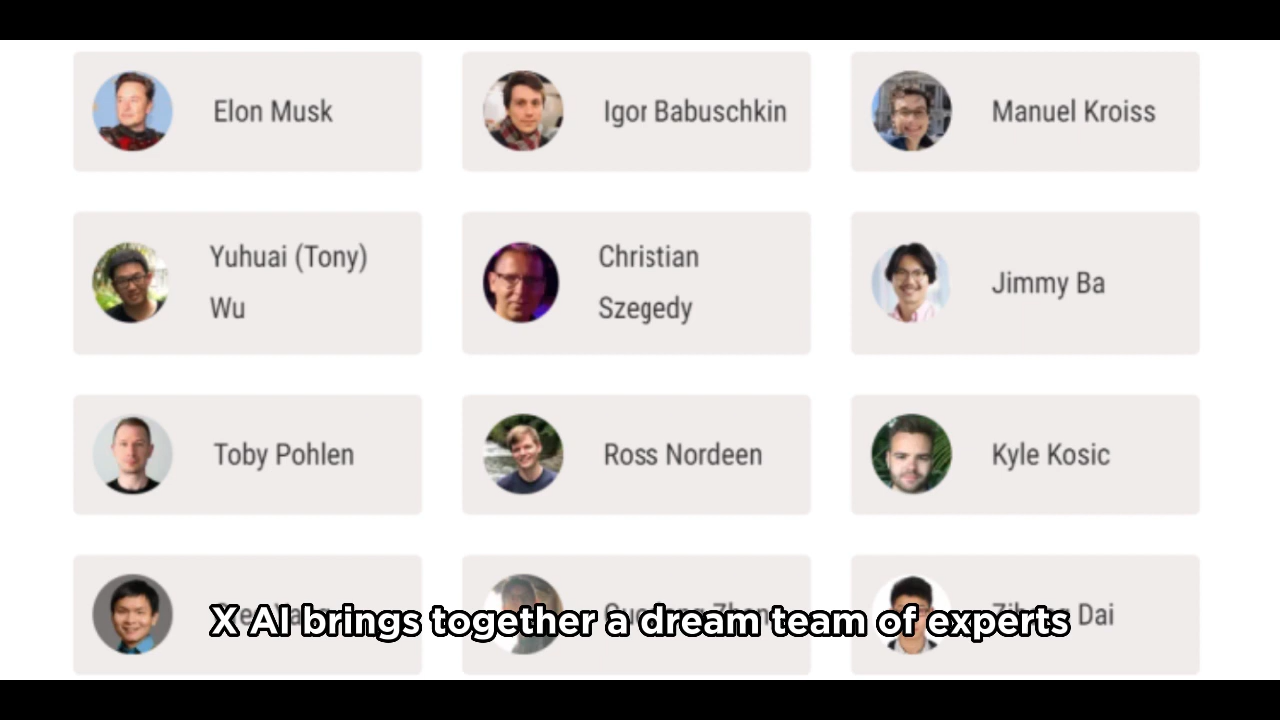 Elon Musk
Igor Babuschkin
Manuel Kroiss
Yuhuai (Tony)
Wu
Christian
Szegedy
Jimmy Ba
Toby Pohlen
Ross Nordeen
Kyle Kosic
Dai
X AI brings together a dream team of experts